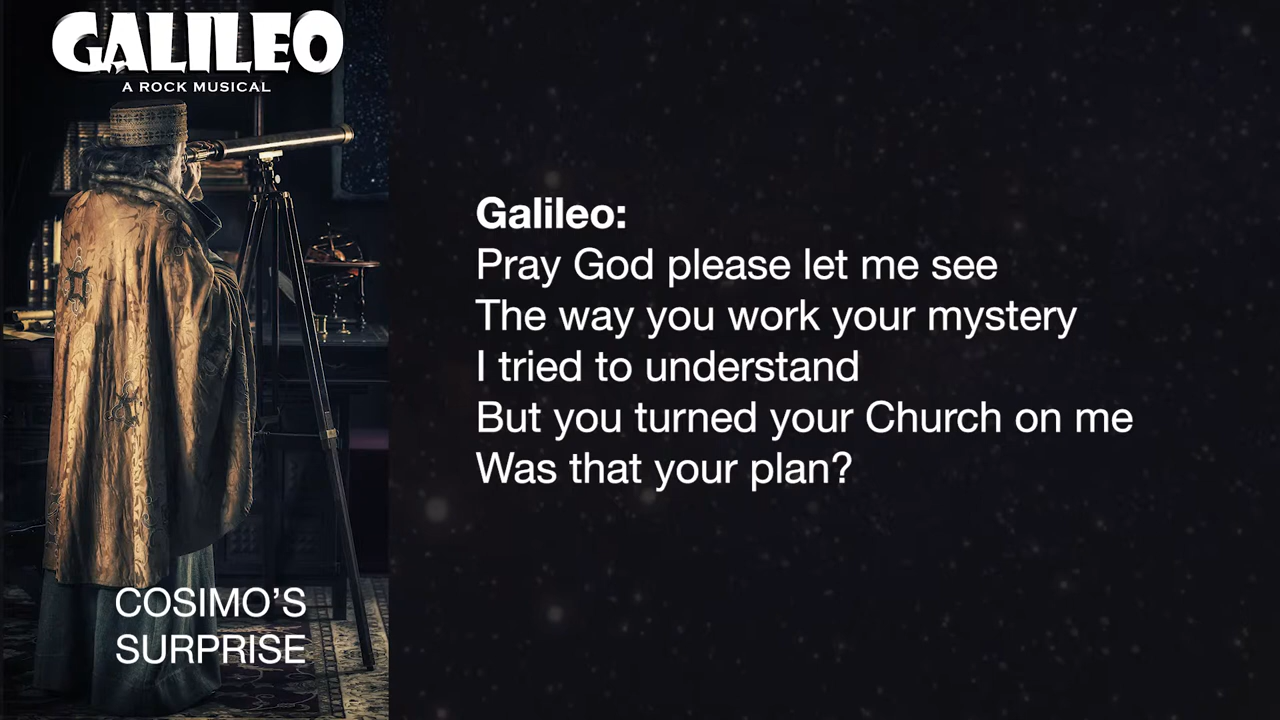 GALILEO
A ROCK MUSICAL
Galileo:
Pray God please let me see
The way you work your mystery
I tried to understand
But you turned your Church on me
Was that your plan?
COSIMO’S
SURPRISE